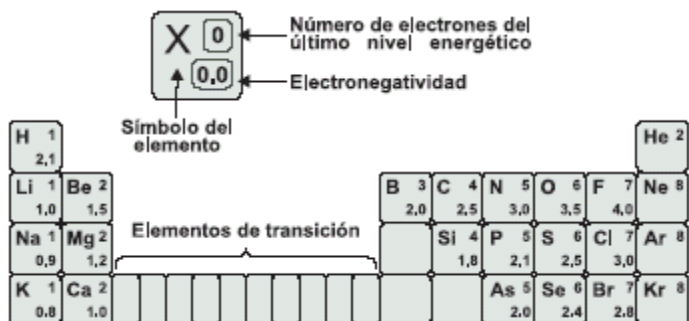 X 0
0,0
Número de electrones del
último nivel energético
Electronegatividad
Símbolo del
elemento
H 1
2,1
He 2
Li 1
1,0
Be 2
1,5
B 3
2,0
C 4
2,5
N 5
3,0
O 6
3,5
F 7
4,0
Ne 8
Na 1
0,9
Mg 2
1,2
Elementos de transición
Si 4
1,8
P 5
2,1
S 6
2,5
Cl 7
3,0
Ar 8
K 1
0.8
Ca 2
1.0
As 5
2.0
Se 6
2.4
Br 7
2.8
Kr 8